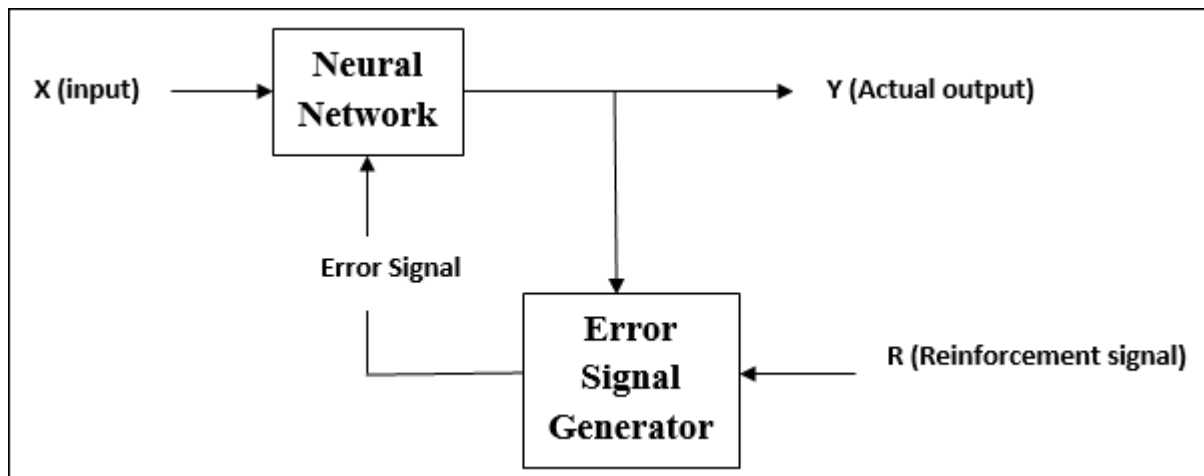 Neural
X (input)
Network
Y (Actual output)
Error Signal
Error
Signal
Generator
R (Reinforcement signal)